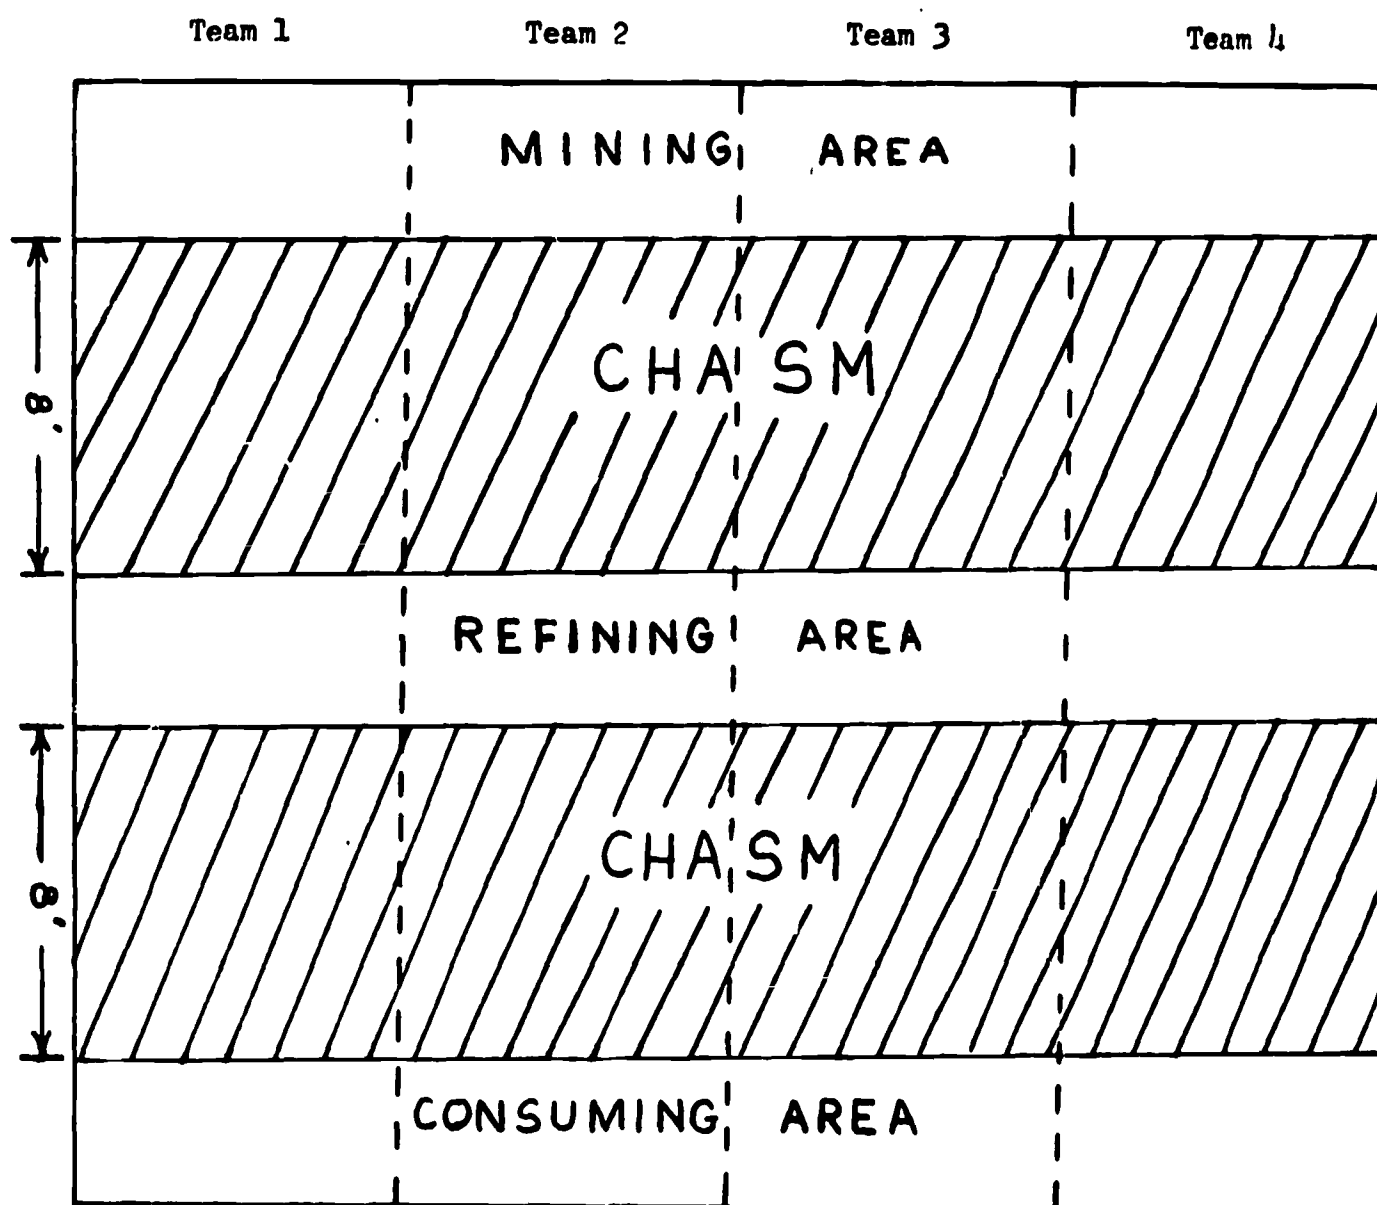 Team 1 Team 2 Team 3 Team 4
MINING AREA
CHASM
8'
REFINING AREA
CHASM
8'
CONSUMING AREA